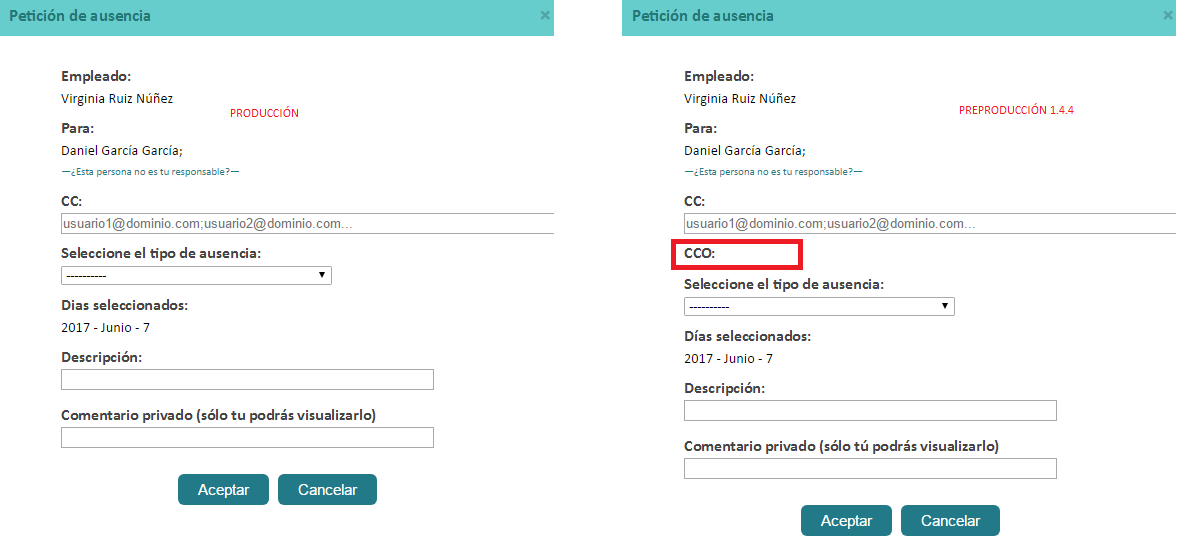 Petición de ausencia ×
Empleado:
Virginia Ruiz Núñez
PRODUCCIÓN
Para:
Daniel García García;
—¿Esta persona no es tu responsable?—
CC:
usuario1@dominio.com;usuario2@dominio.com...
Seleccione el tipo de ausencia:
----------
Dias seleccionados:
2017 - Junio - 7
Descripción:
Comentario privado (sólo tu podrás visualizarlo)
Aceptar Cancelar
Petición de ausencia ×
Empleado:
Virginia Ruiz Núñez
PREPRODUCCIÓN 1.4.4
Para:
Daniel García García;
—¿Esta persona no es tu responsable?—
CC:
usuario1@dominio.com;usuario2@dominio.com...
CCO:
Seleccione el tipo de ausencia:
----------
Días seleccionados:
2017 - Junio - 7
Descripción:
Comentario privado (sólo tú podrás visualizarlo)
Aceptar Cancelar